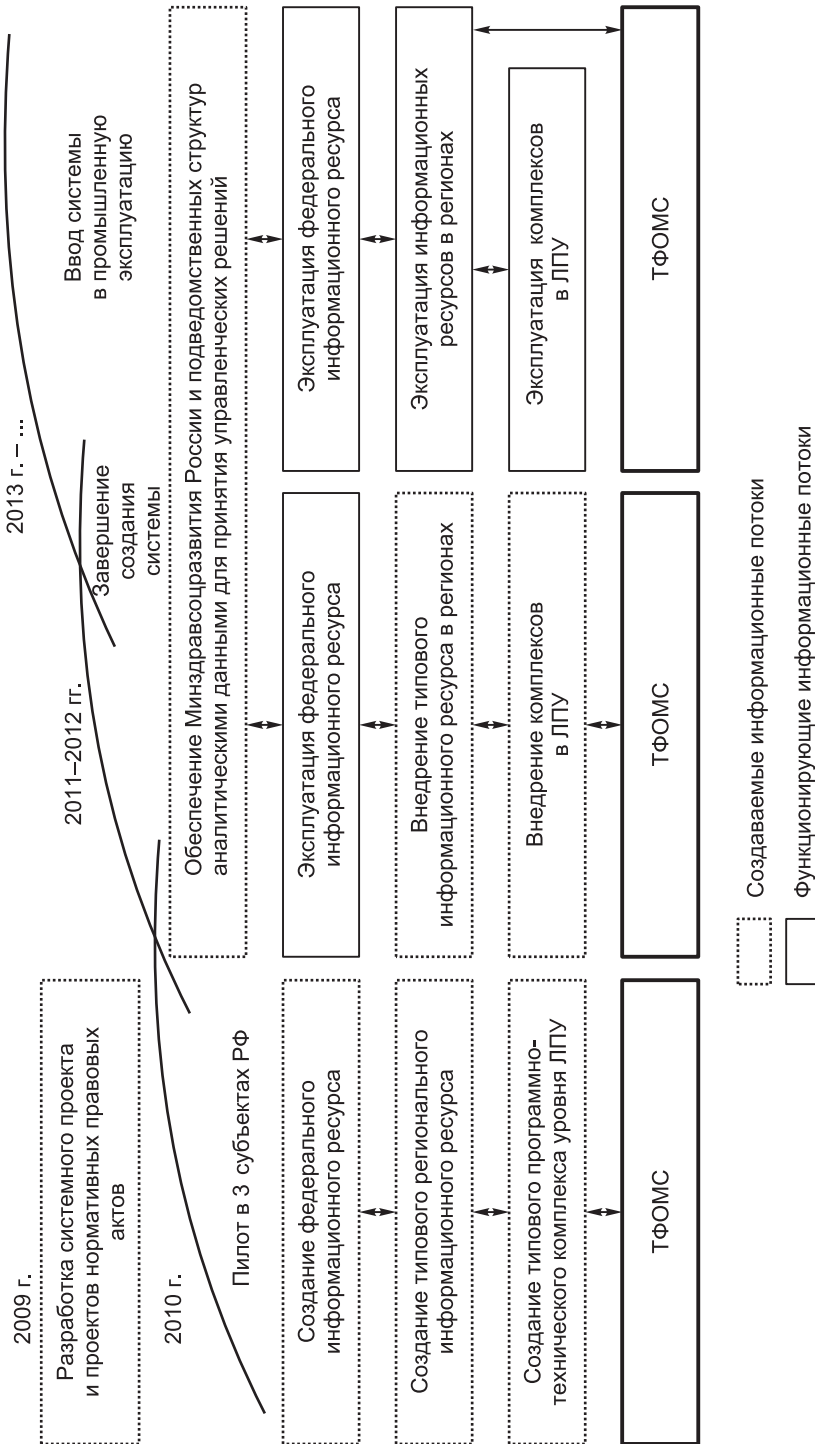 2009 г.
Разработка системного проекта
и проектов нормативных правовых
актов
2010 г.
Пилот в 3 субъектах РФ
Создание федерального
информационного ресурса
Создание типового регионального
информационного ресурса
Создание типового программно-
технического комплекса уровня ЛПУ
ТФОМС
2011–2012 гг.
Завершение
создания
системы
2013 г. – ...
Ввод системы
в промышленную
эксплуатацию
Обеспечение Минздравсоцразвития России и подведомственных структур
аналитическими данными для принятия управленческих решений
Эксплуатация федерального
информационного ресурса
Внедрение типового
информационного ресурса в регионах
Внедрение комплексов
в ЛПУ
ТФОМС
Эксплуатация федерального
информационного ресурса
Эксплуатация информационных
ресурсов в регионах
Эксплуатация комплексов
в ЛПУ
ТФОМС
Создаваемые информационные потоки
Функционирующие информационные потоки